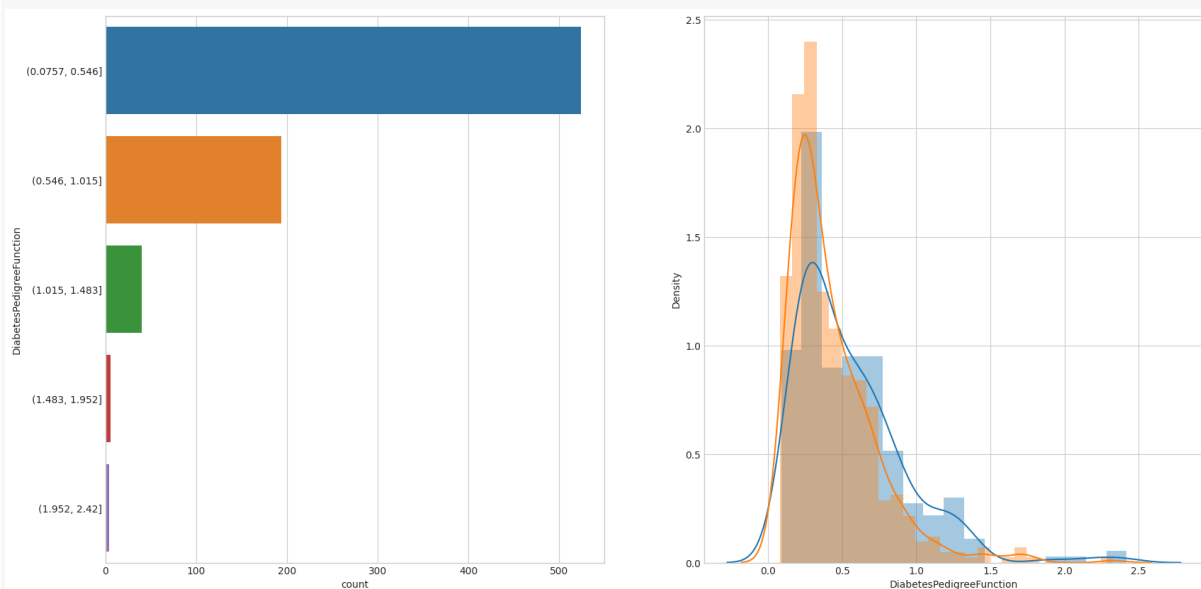 DiabetesPedigreeFunction
(0.0757, 0.546]
(0.546, 1.015]
(1.015, 1.483]
(1.483, 1.952]
(1.952, 2.42]
0 100 200 300 400 500
count
Density
2.5
2.0
1.5
1.0
0.5
0.0
0.0 0.5 1.0 1.5 2.0 2.5
DiabetesPedigreeFunction